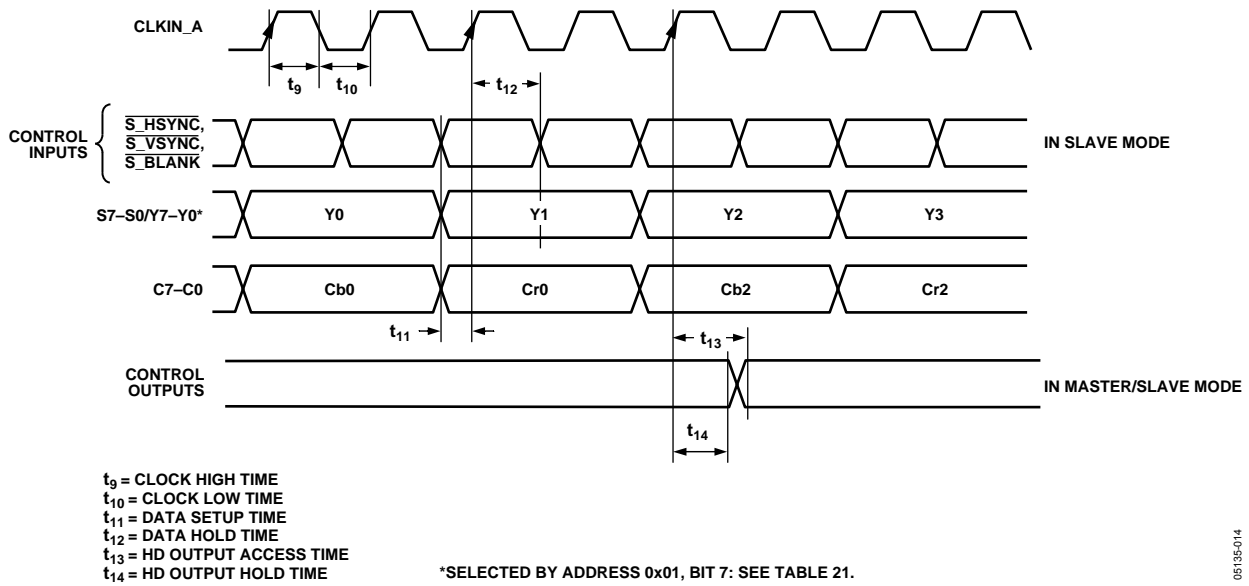 CLKIN_A
t9
t10
t12
CONTROL
INPUTS
S_HSYNC,
S_VSYNC,
S_BLANK
IN SLAVE MODE
S7–S0/Y7–Y0*
Y0
Y1
Y2
Y3
C7–C0
Cb0
Cr0
Cb2
Cr2
t11
t13
CONTROL
OUTPUTS
IN MASTER/SLAVE MODE
t14
t9 = CLOCK HIGH TIME
t10 = CLOCK LOW TIME
t11 = DATA SETUP TIME
t12 = DATA HOLD TIME
t13 = HD OUTPUT ACCESS TIME
t14 = HD OUTPUT HOLD TIME
*SELECTED BY ADDRESS 0x01, BIT 7: SEE TABLE 21.
05135-014